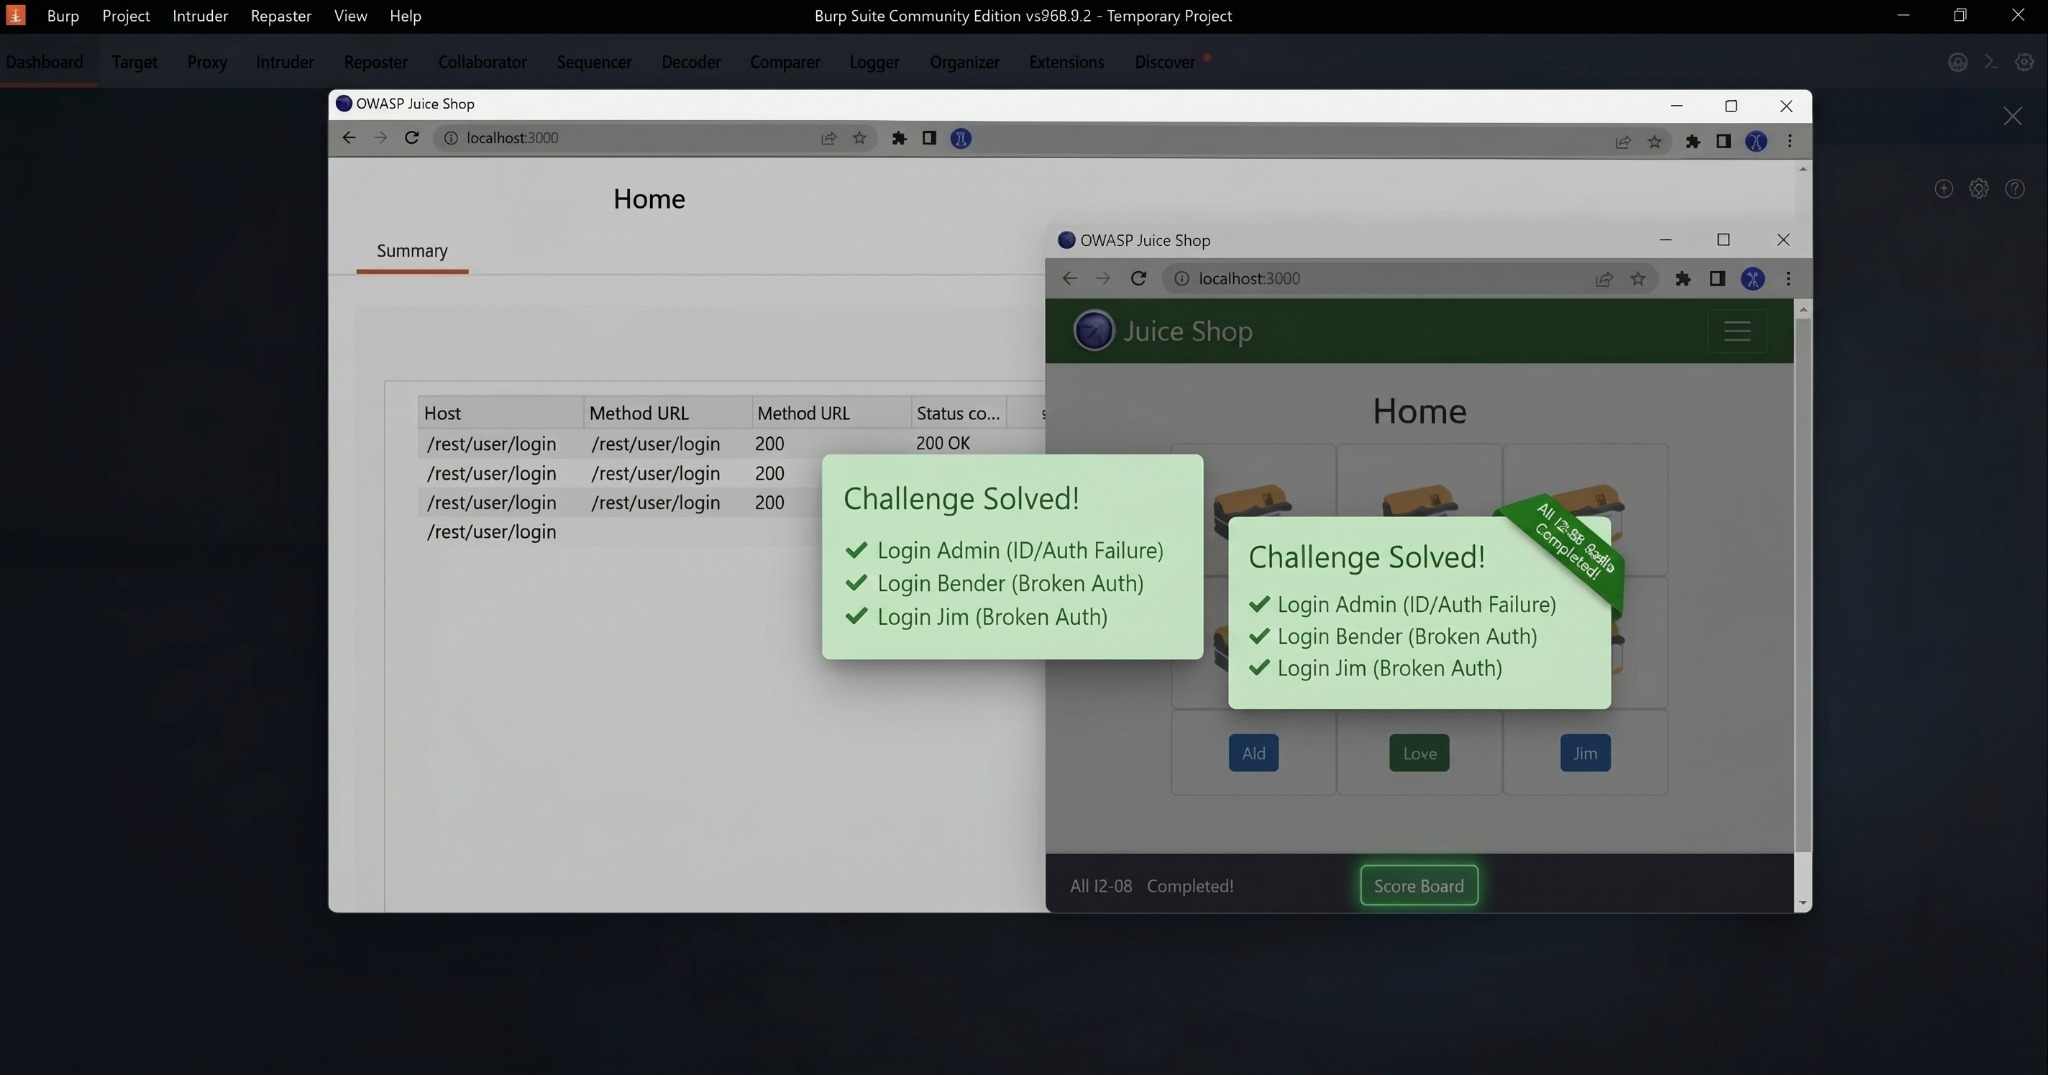 Burp Project Intruder Repaster View Help
Burp Suite Community Edition vs96B.9.2 - Temporary Project
Dashboard Target Proxy Intruder Reposter Collaborator Sequencer Decoder Comparer Logger Organizer Extensions Discover
OWASP Juice Shop
localhost:3000
Home
Summary
Host Method URL Method URL Status co...
/rest/user/login /rest/user/login 200 200 OK
/rest/user/login /rest/user/login 200
/rest/user/login /rest/user/login 200
/rest/user/login
Challenge Solved!
Login Admin (ID/Auth Failure)
Login Bender (Broken Auth)
Login Jim (Broken Auth)
OWASP Juice Shop
localhost:3000
Juice Shop
Home
All
Completed!
Challenge Solved!
Login Admin (ID/Auth Failure)
Login Bender (Broken Auth)
Login Jim (Broken Auth)
Ald Love Jim
All I2-08 Completed! Score Board